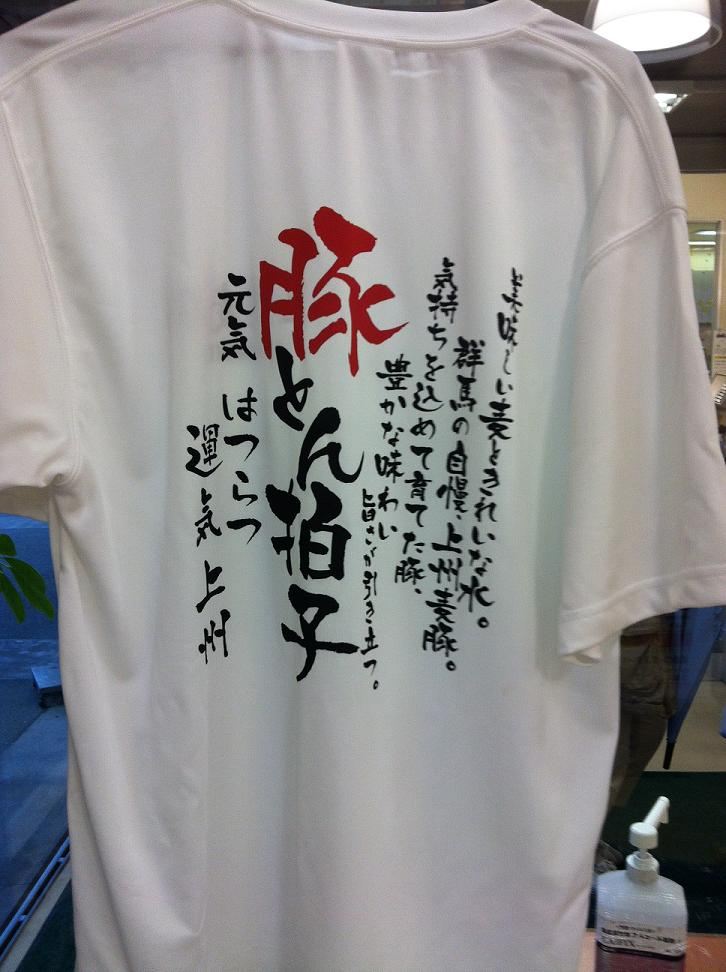 美味しい麦ときれいな水。
群馬の自慢、上州麦豚。
気持ちを込めて育てた豚、
豊かな味わい
旨さが引き立つ。
豚とん拍子
元気はつらつ
運気上州